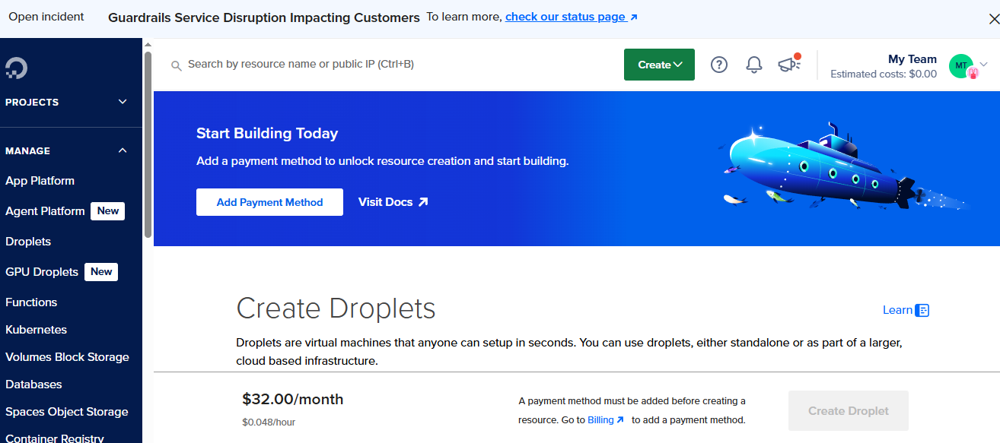 Open incident Guardrails Service Disruption Impacting Customers To learn more, check our status page
Search by resource name or public IP (Ctrl+B)
Create
My Team
Estimated costs: $0.00
MT
PROJECTS
MANAGE
App Platform
Agent Platform New
Droplets
GPU Droplets New
Functions
Kubernetes
Volumes Block Storage
Databases
Spaces Object Storage
Container Registry
Start Building Today
Add a payment method to unlock resource creation and start building.
Add Payment Method Visit Docs
Create Droplets
Learn
Droplets are virtual machines that anyone can setup in seconds. You can use droplets, either standalone or as part of a larger,
cloud based infrastructure.
$32.00/month
$0.048/hour
A payment method must be added before creating a
resource. Go to Billing to add a payment method.
Create Droplet